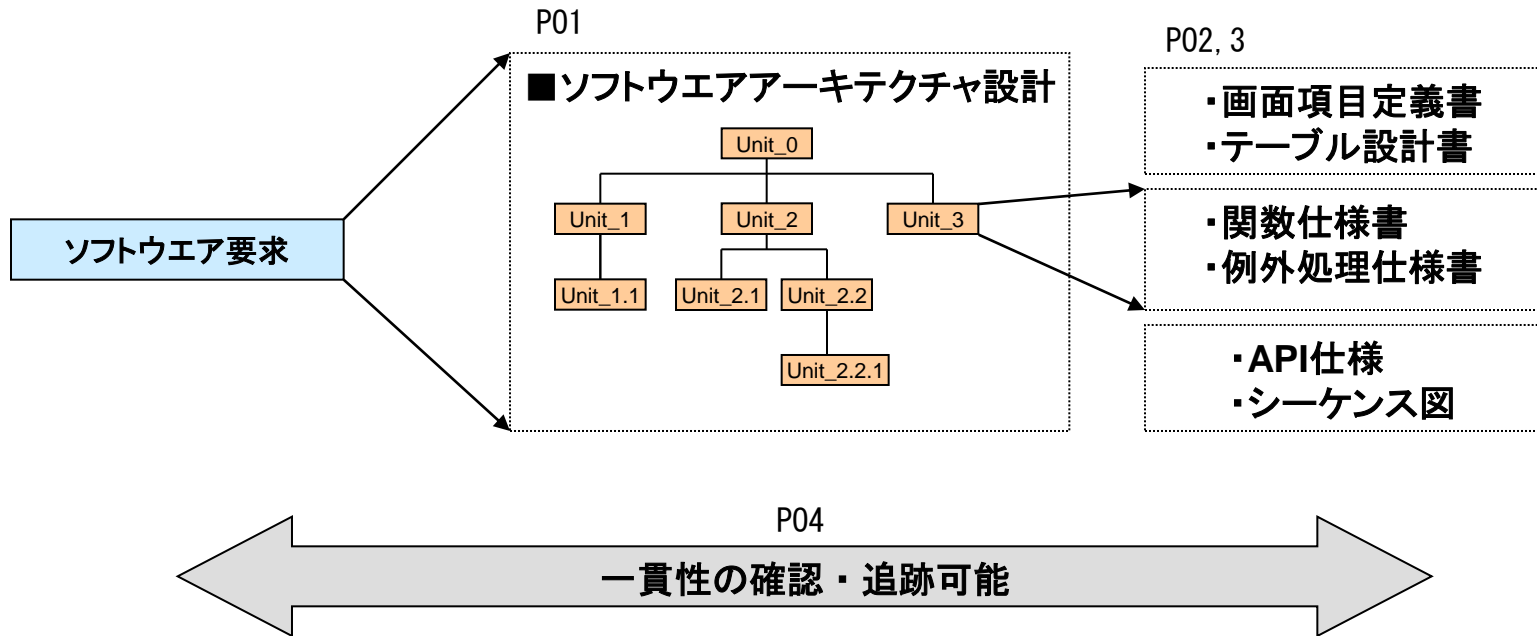 PO1
■ソフトウエアアーキテクチャ設計
Unit_0
Unit_1
Unit_2
Unit_3
Unit_1.1
Unit_2.1
Unit_2.2
Unit_2.2.1
ソフトウエア要求
PO2, 3
・画面項目定義書
・テーブル設計書
・関数仕様書
・例外処理仕様書
・API仕様
・シーケンス図
PO4
一貫性の確認・追跡可能